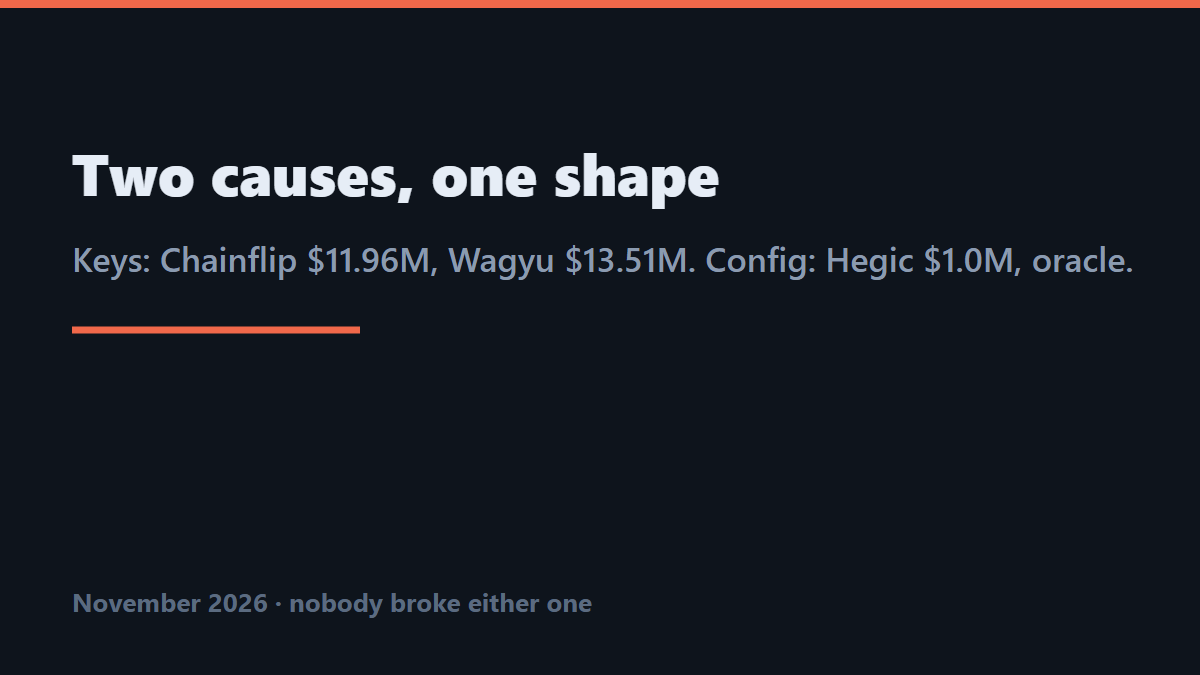 Two causes, one shape
Keys: Chainflip $11.96M, Wagyu $13.51M. Config: Hegic $1.0M, oracle.
November 2026 · nobody broke either one